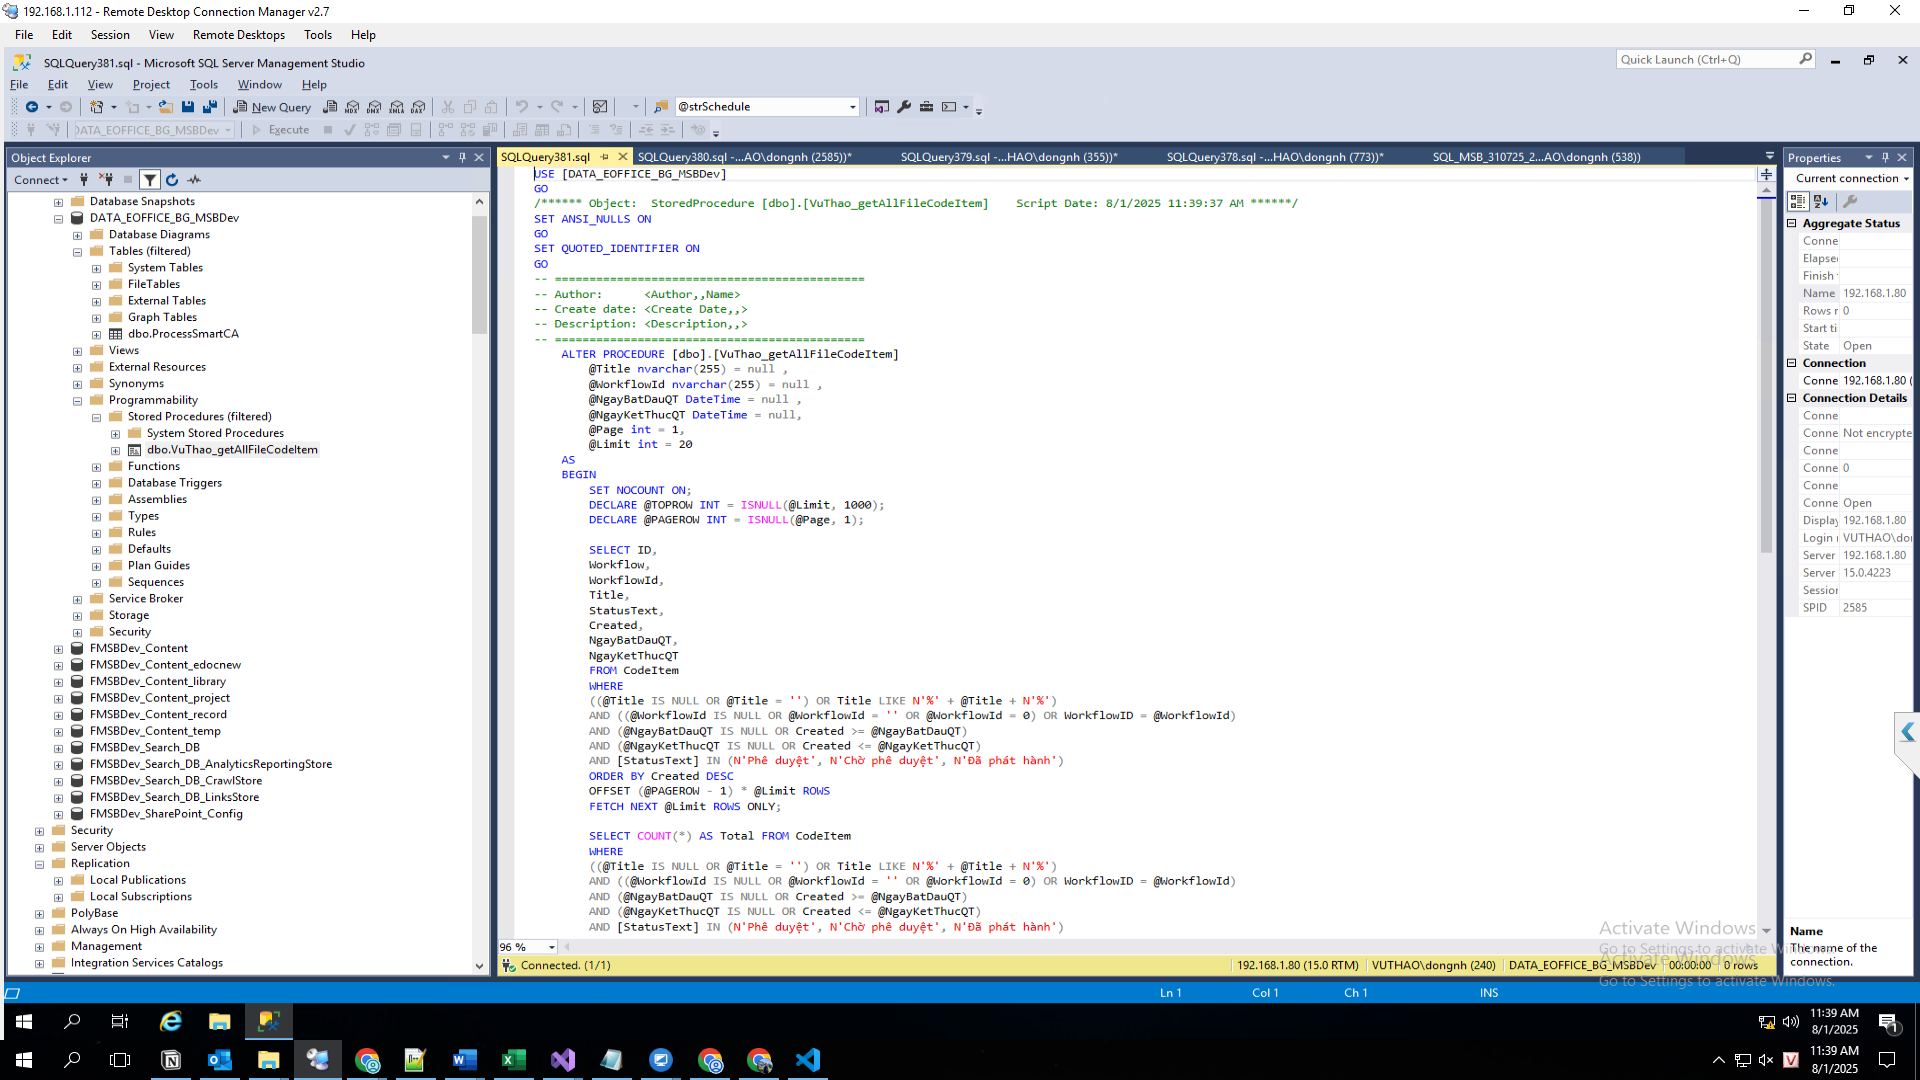 192.168.1.112 - Remote Desktop Connection Manager v2.7
File Edit Session View Remote Desktops Tools Help
SQLQuery381.sql - Microsoft SQL Server Management Studio
Quick Launch (Ctrl+Q)
File Edit View Project Tools Window Help
New Query
@strSchedule
DATA_EOFFICE_BG_MSBDev
Execute
Object Explorer
Connect
Database Snapshots
DATA_EOFFICE_BG_MSBDev
Database Diagrams
Tables (filtered)
System Tables
FileTables
External Tables
Graph Tables
dbo.ProcessSmartCA
Views
External Resources
Synonyms
Programmability
Stored Procedures (filtered)
System Stored Procedures
dbo.VuThao_getAllFileCodeItem
Functions
Database Triggers
Assemblies
Types
Rules
Defaults
Plan Guides
Sequences
Service Broker
Storage
Security
FMSBDev_Content
FMSBDev_Content_edocnew
FMSBDev_Content_library
FMSBDev_Content_project
FMSBDev_Content_record
FMSBDev_Content_temp
FMSBDev_Search_DB
FMSBDev_Search_DB_AnalyticsReportingStore
FMSBDev_Search_DB_CrawlStore
FMSBDev_Search_DB_LinksStore
FMSBDev_SharePoint_Config
Security
Server Objects
Replication
Local Publications
Local Subscriptions
PolyBase
Always On High Availability
Management
Integration Services Catalogs
SQLQuery381.sql SQLQuery380.sql -...AO\dongnh (2585))* SQLQuery379.sql -...HAO\dongnh (355))* SQLQuery378.sql -...HAO\dongnh (773))* SQL_MSB_310725_2...AO\dongnh (538))
USE [DATA_EOFFICE_BG_MSBDev]
GO
/****** Object:  StoredProcedure [dbo].[VuThao_getAllFileCodeItem]    Script Date: 8/1/2025 11:39:37 AM ******/
SET ANSI_NULLS ON
GO
SET QUOTED_IDENTIFIER ON
GO
-- =============================================
-- Author:      <Author,,Name>
-- Create date: <Create Date,,>
-- Description: <Description,,>
-- =============================================
ALTER PROCEDURE [dbo].[VuThao_getAllFileCodeItem]
@Title nvarchar(255) = null ,
@WorkflowId nvarchar(255) = null ,
@NgayBatDauQT DateTime = null ,
@NgayKetThucQT DateTime = null,
@Page int = 1,
@Limit int = 20
AS
BEGIN
SET NOCOUNT ON;
DECLARE @TOPROW INT = ISNULL(@Limit, 1000);
DECLARE @PAGEROW INT = ISNULL(@Page, 1);
SELECT ID,
Workflow,
WorkflowId,
Title,
StatusText,
Created,
NgayBatDauQT,
NgayKetThucQT
FROM CodeItem
WHERE
((@Title IS NULL OR @Title = '') OR Title LIKE N'%' + @Title + N'%')
AND ((@WorkflowId IS NULL OR @WorkflowId = '' OR @WorkflowId = 0) OR WorkflowID = @WorkflowId)
AND (@NgayBatDauQT IS NULL OR Created >= @NgayBatDauQT)
AND (@NgayKetThucQT IS NULL OR Created <= @NgayKetThucQT)
AND [StatusText] IN (N'Phê duyệt', N'Chờ phê duyệt', N'Đã phát hành')
ORDER BY Created DESC
OFFSET (@PAGEROW - 1) * @Limit ROWS
FETCH NEXT @Limit ROWS ONLY;
SELECT COUNT(*) AS Total FROM CodeItem
WHERE
((@Title IS NULL OR @Title = '') OR Title LIKE N'%' + @Title + N'%')
AND ((@WorkflowId IS NULL OR @WorkflowId = '' OR @WorkflowId = 0) OR WorkflowID = @WorkflowId)
AND (@NgayBatDauQT IS NULL OR Created >= @NgayBatDauQT)
AND (@NgayKetThucQT IS NULL OR Created <= @NgayKetThucQT)
AND [StatusText] IN (N'Phê duyệt', N'Chờ phê duyệt', N'Đã phát hành')
96 %
Connected. (1/1) 192.168.1.80 (15.0 RTM) VUTHAO\dongnh (240) DATA_EOFFICE_BG_MSBDev 00:00:00 0 rows
Properties
Current connection
Aggregate Status
Conne
Elapse
Finish
Name 192.168.1.80
Rows r 0
Start ti
State Open
Connection
Conne 192.168.1.80 (
Connection Details
Conne
Conne Not encrypte
Conne
Conne 0
Conne
Conne Open
Display 192.168.1.80
Login r VUTHAO\don
Server 192.168.1.80
Server 15.0.4223
Session
SPID 2585
Name
The name of the connection.
Activate Windows
Go to Settings to activate Windows.
Activate Windows
Go to Settings to activate Windows.
Ln 1 Col 1 Ch 1 INS
11:39 AM
8/1/2025
1
11:39 AM
8/1/2025